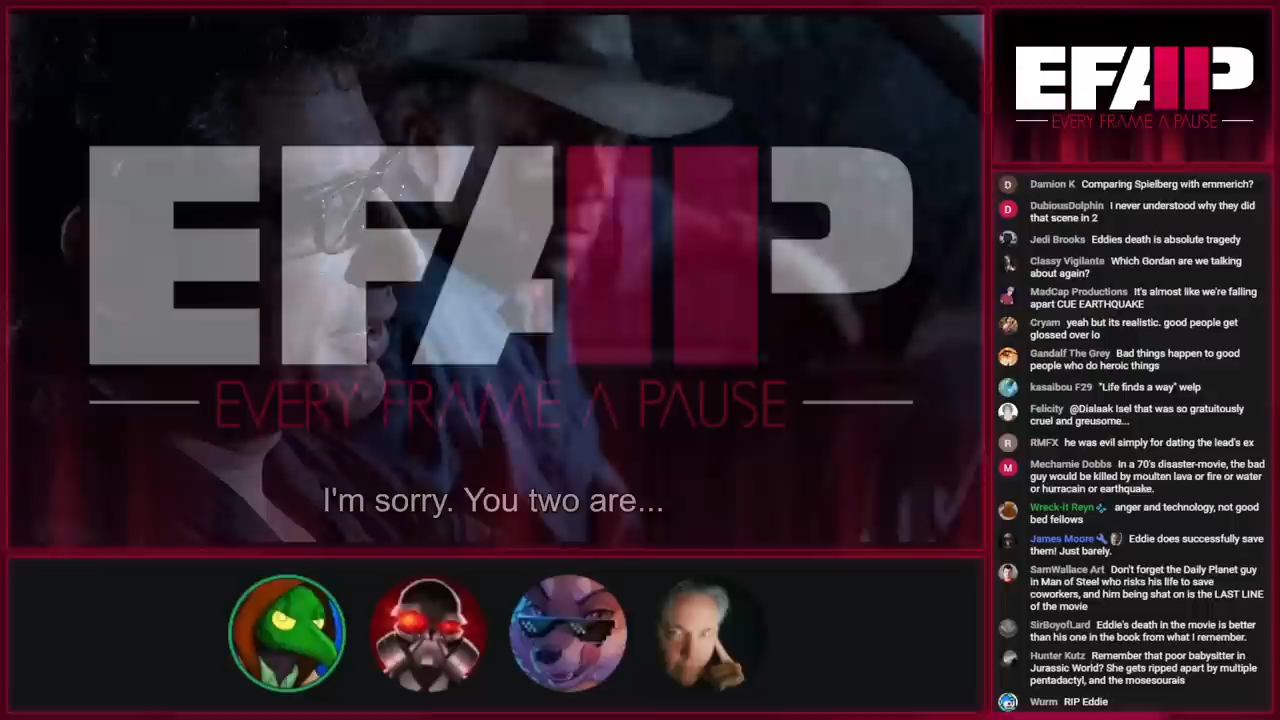 EFAP
EVERY FRAME A PAUSE
I'm sorry. You two are...
EFAP
EVERY FRAME A PAUSE
D Damion K Comparing Spielberg with emmerich?
D DubiousDolphin I never understood why they did
that scene in 2
Jedi Brooks Eddies death is absolute tragedy
Classy Vigilante Which Gordan are we talking
about again?
MadCap Productions It's almost like we're falling
apart CUE EARTHQUAKE
Cryam yeah but its realistic. good people get
glossed over lo
Gandalf The Grey Bad things happen to good
people who do heroic things
kasaibou F29 "Life finds a way" welp
Felicity @Dialaak Isel that was so gratuitously
cruel and greusome...
R RMFX he was evil simply for dating the lead's ex
M Mechamie Dobbs In a 70's disaster-movie, the bad
guy would be killed by moulten lava or fire or water
or hurracain or earthquake.
Wreck-it Reyn anger and technology, not good
bed fellows
James Moore Eddie does successfully save
them! Just barely.
SamWallace Art Don't forget the Daily Planet guy
in Man of Steel who risks his life to save
coworkers, and him being shat on is the LAST LINE
of the movie
SirBoyofLard Eddie's death in the movie is better
than his one in the book from what I remember.
Hunter Kutz Remember that poor babysitter in
Jurassic World? She gets ripped apart by multiple
pentadactyl, and the mosesourais
Wurm RIP Eddie